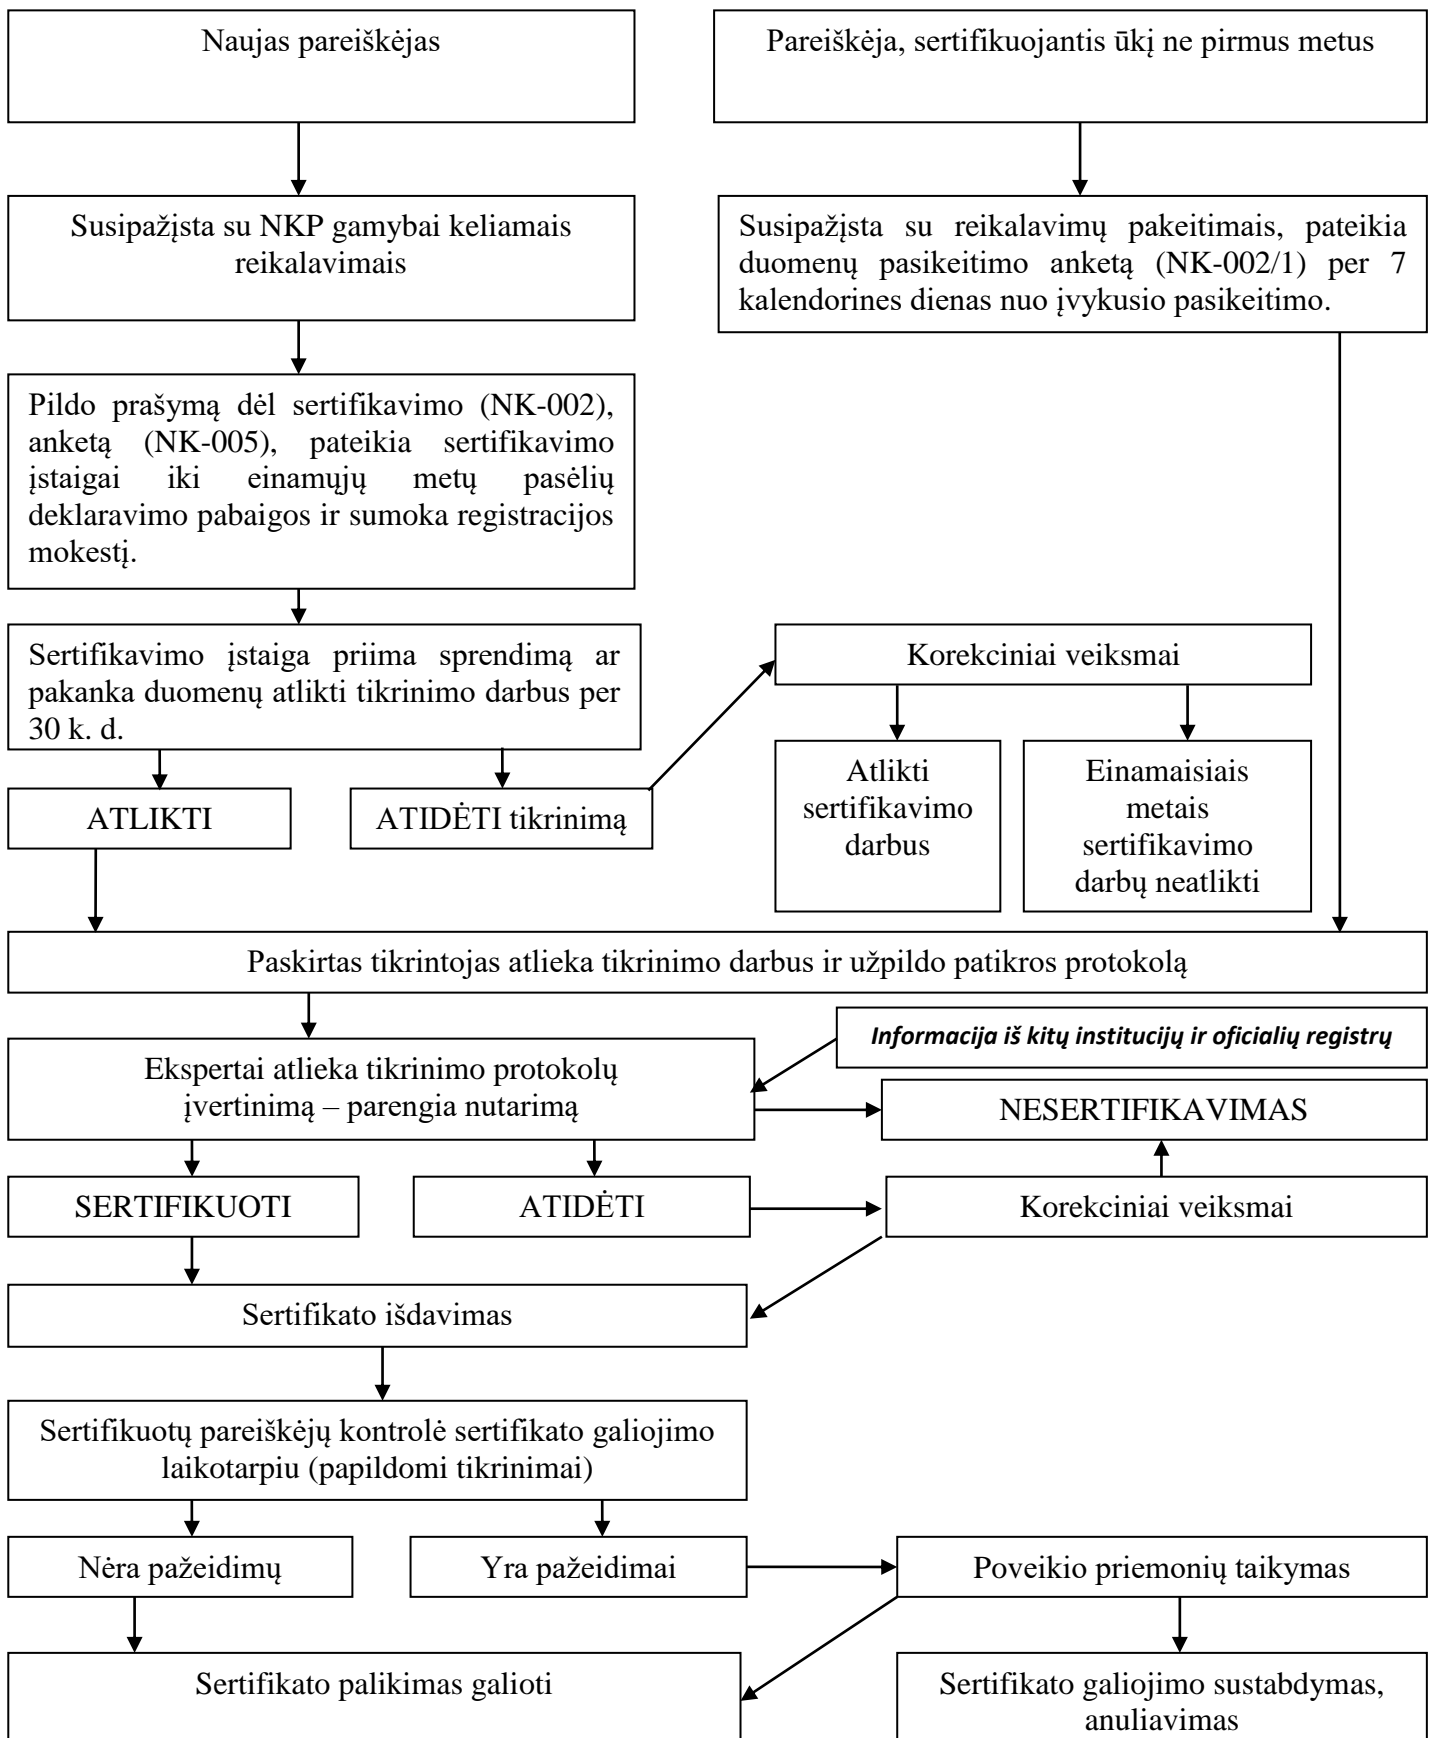 Naujas pareiškėjas
Pareiškėja, sertifikuojantis ūkį ne pirmus metus
Susipažįsta su NKP gamybai keliamais
reikalavimais
Susipažįsta su reikalavimų pakeitimais, pateikia
duomenų pasikeitimo anketą (NK-002/1) per 7
kalendorines dienas nuo įvykusio pasikeitimo.
Pildo prašymą dėl sertifikavimo (NK-002),
anketą (NK-005), pateikia sertifikavimo
įstaigai iki einamųjų metų pasėlių
deklaravimo pabaigos ir sumoka registracijos
mokestį.
Sertifikavimo įstaiga priima sprendimą ar
pakanka duomenų atlikti tikrinimo darbus per
30 k. d.
Korekciniai veiksmai
ATLIKTI
ATIDĖTI tikrinimą
Atlikti
sertifikavimo
darbus
Einamaisiais
metais
sertifikavimo
darbų neatlikti
Paskirtas tikrintojas atlieka tikrinimo darbus ir užpildo patikros protokolą
Informacija iš kitų institucijų ir oficialių registrų
Ekspertai atlieka tikrinimo protokolų
įvertinimą – parengia nutarimą
NESERTIFIKAVIMAS
SERTIFIKUOTI
ATIDĖTI
Korekciniai veiksmai
Sertifikato išdavimas
Sertifikuotų pareiškėjų kontrolė sertifikato galiojimo
laikotarpiu (papildomi tikrinimai)
Nėra pažeidimų
Yra pažeidimai
Poveikio priemonių taikymas
Sertifikato palikimas galioti
Sertifikato galiojimo sustabdymas,
anuliavimas